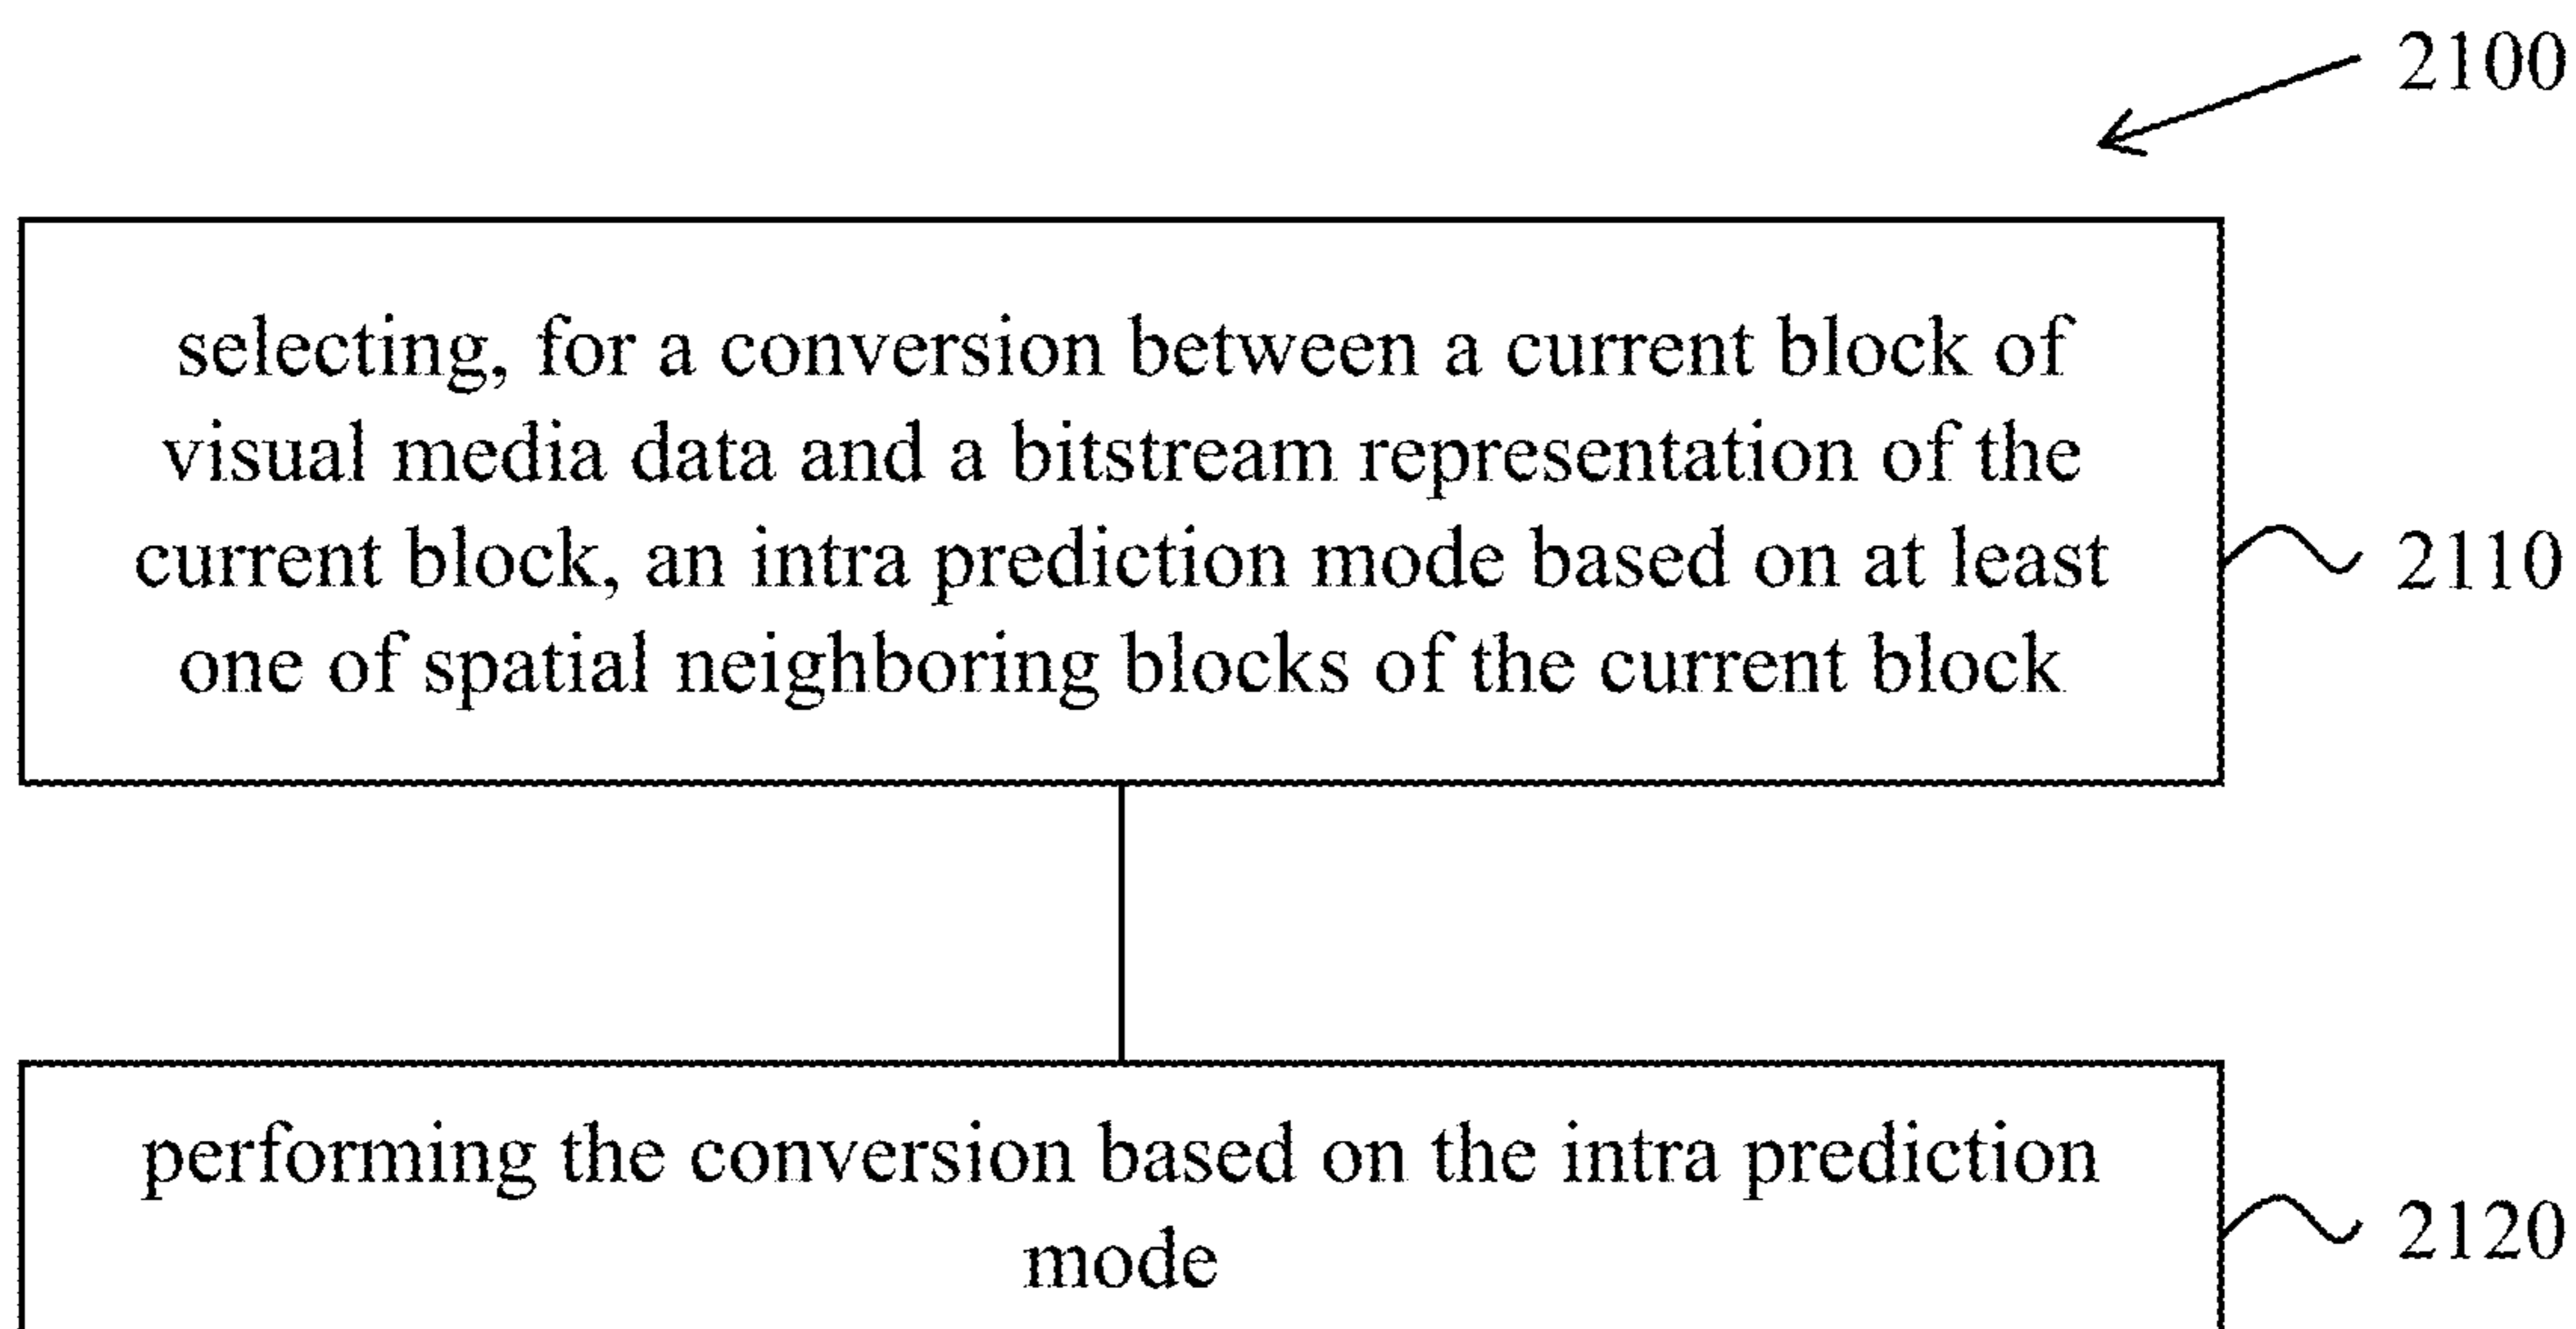 2100
selecting, for a conversion between a current block of
visual media data and a bitstream representation of the
current block, an intra prediction mode based on at least
one of spatial neighboring blocks of the current block
2110
performing the conversion based on the intra prediction
mode
2120